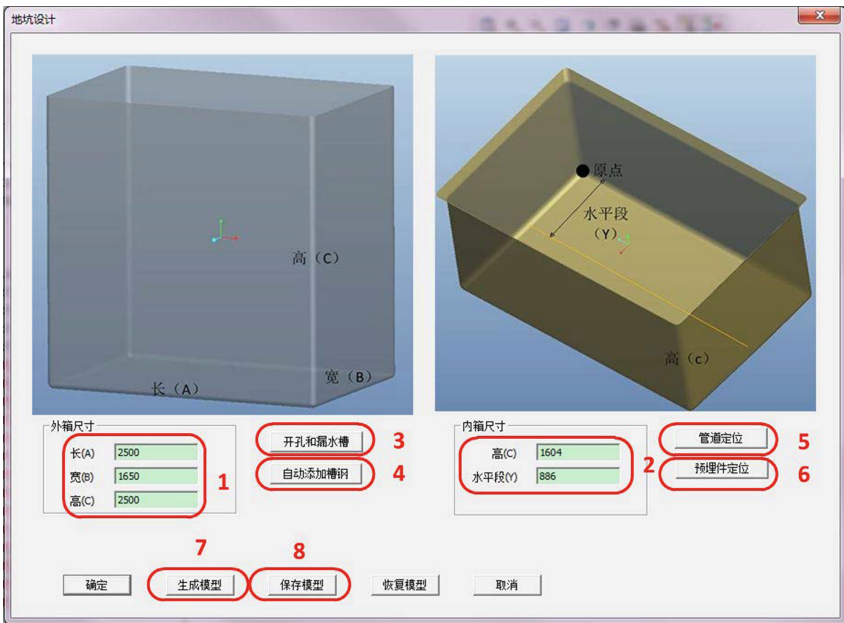 地坑设计
原点
水平段
（Y）
高（C）
高（c）
宽（B）
长（A）
外箱尺寸
长(A) 2500
宽(B) 1650
高(C) 2500
1
开孔和漏水槽 3
自动添加槽钢 4
内箱尺寸
高(C) 1604
水平段(Y) 886
2
管道定位 5
预埋件定位 6
7 8
确定 生成模型 保存模型 恢复模型 取消